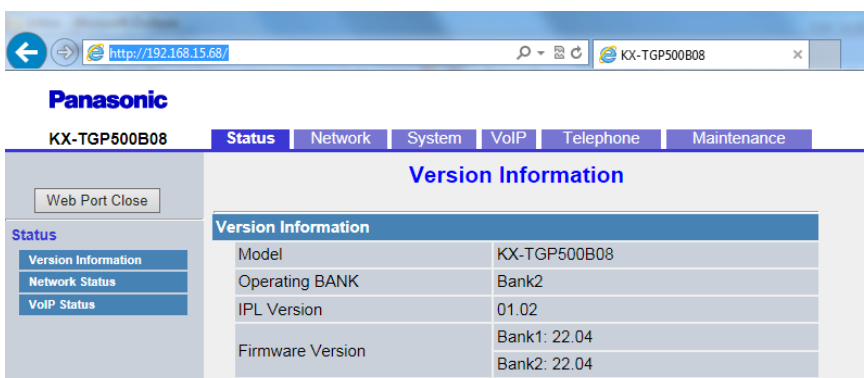 http://192.168.15.68/
KX-TGP500B08
Panasonic
KX-TGP500B08
Status Network System VoIP Telephone Maintenance
Web Port Close
Version Information
Status
Version Information
Network Status
VoIP Status
Version Information
Model KX-TGP500B08
Operating BANK Bank2
IPL Version 01.02
Firmware Version Bank1: 22.04
Bank2: 22.04